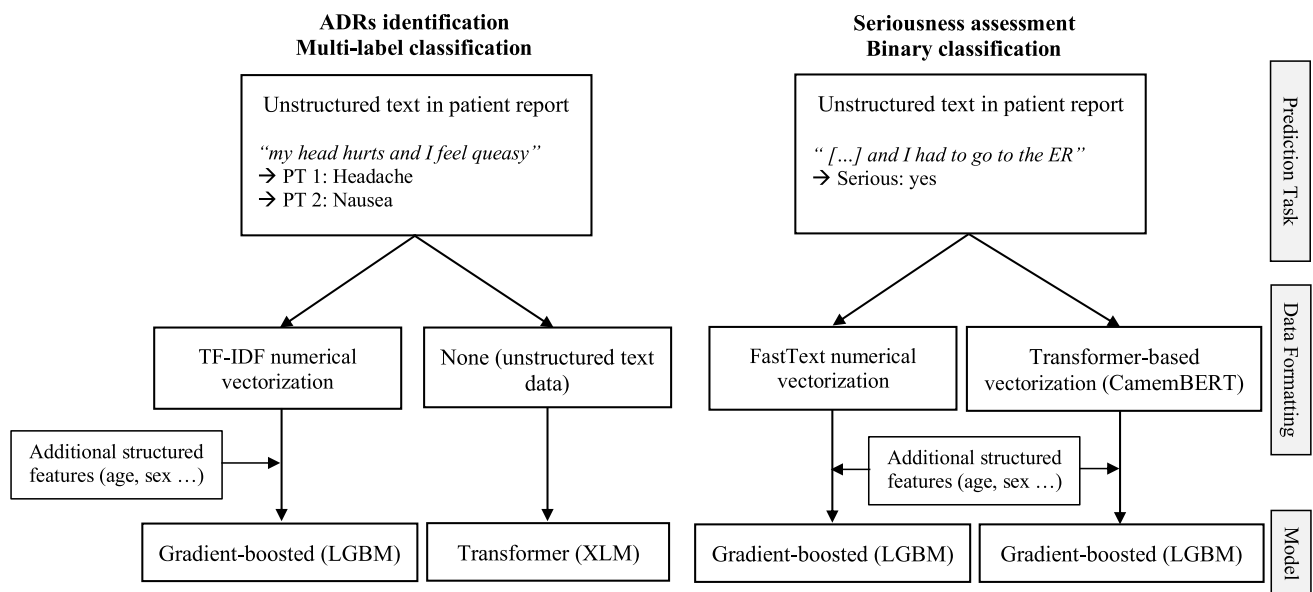 ADRs identification
Multi-label classification
Unstructured text in patient report
“my head hurts and I feel queasy”
→ PT 1: Headache
→ PT 2: Nausea
TF-IDF numerical
vectorization
None (unstructured text
data)
Additional structured
features (age, sex …)
Gradient-boosted (LGBM)
Transformer (XLM)
Seriousness assessment
Binary classification
Unstructured text in patient report
“ […] and I had to go to the ER”
→ Serious: yes
FastText numerical
vectorization
Transformer-based
vectorization (CamemBERT)
Additional structured
features (age, sex …)
Gradient-boosted (LGBM)
Gradient-boosted (LGBM)
Prediction Task
Data Formatting
Model